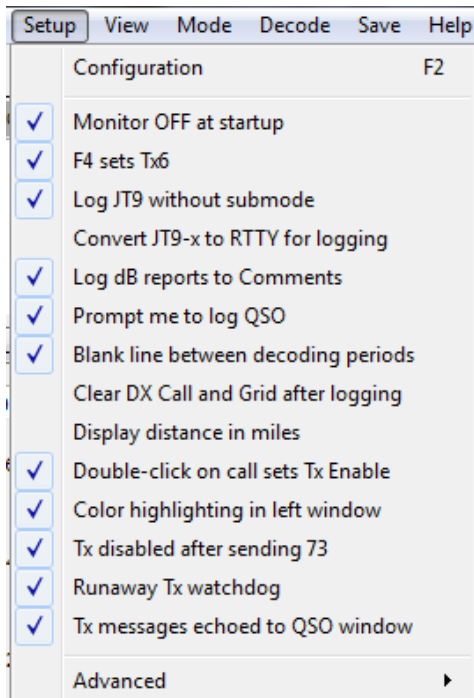 Setup View Mode Decode Save Help
Configuration F2
Monitor OFF at startup
F4 sets Tx6
Log JT9 without submode
Convert JT9-x to RTTY for logging
Log dB reports to Comments
Prompt me to log QSO
Blank line between decoding periods
Clear DX Call and Grid after logging
Display distance in miles
Double-click on call sets Tx Enable
Color highlighting in left window
Tx disabled after sending 73
Runaway Tx watchdog
Tx messages echoed to QSO window
Advanced